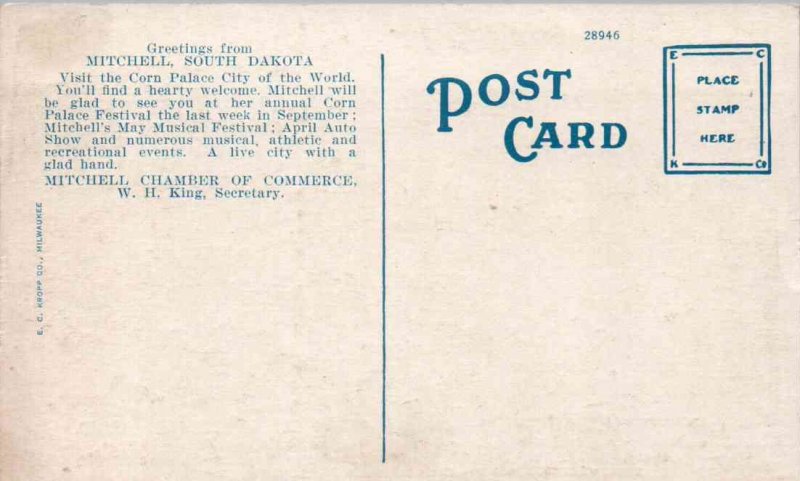 Greetings from
MITCHELL, SOUTH DAKOTA
Visit the Corn Palace City of the World.
You'll find a hearty welcome. Mitchell will
be glad to see you at her annual Corn
Palace Festival the last week in September;
Mitchell's May Musical Festival; April Auto
Show and numerous musical, athletic and
recreational events. A live city with a
glad hand.
MITCHELL CHAMBER OF COMMERCE,
W. H. King, Secretary.
E. C. KROPP CO., MILWAUKEE
28946
POST
CARD
E C
PLACE
STAMP
HERE
K Co